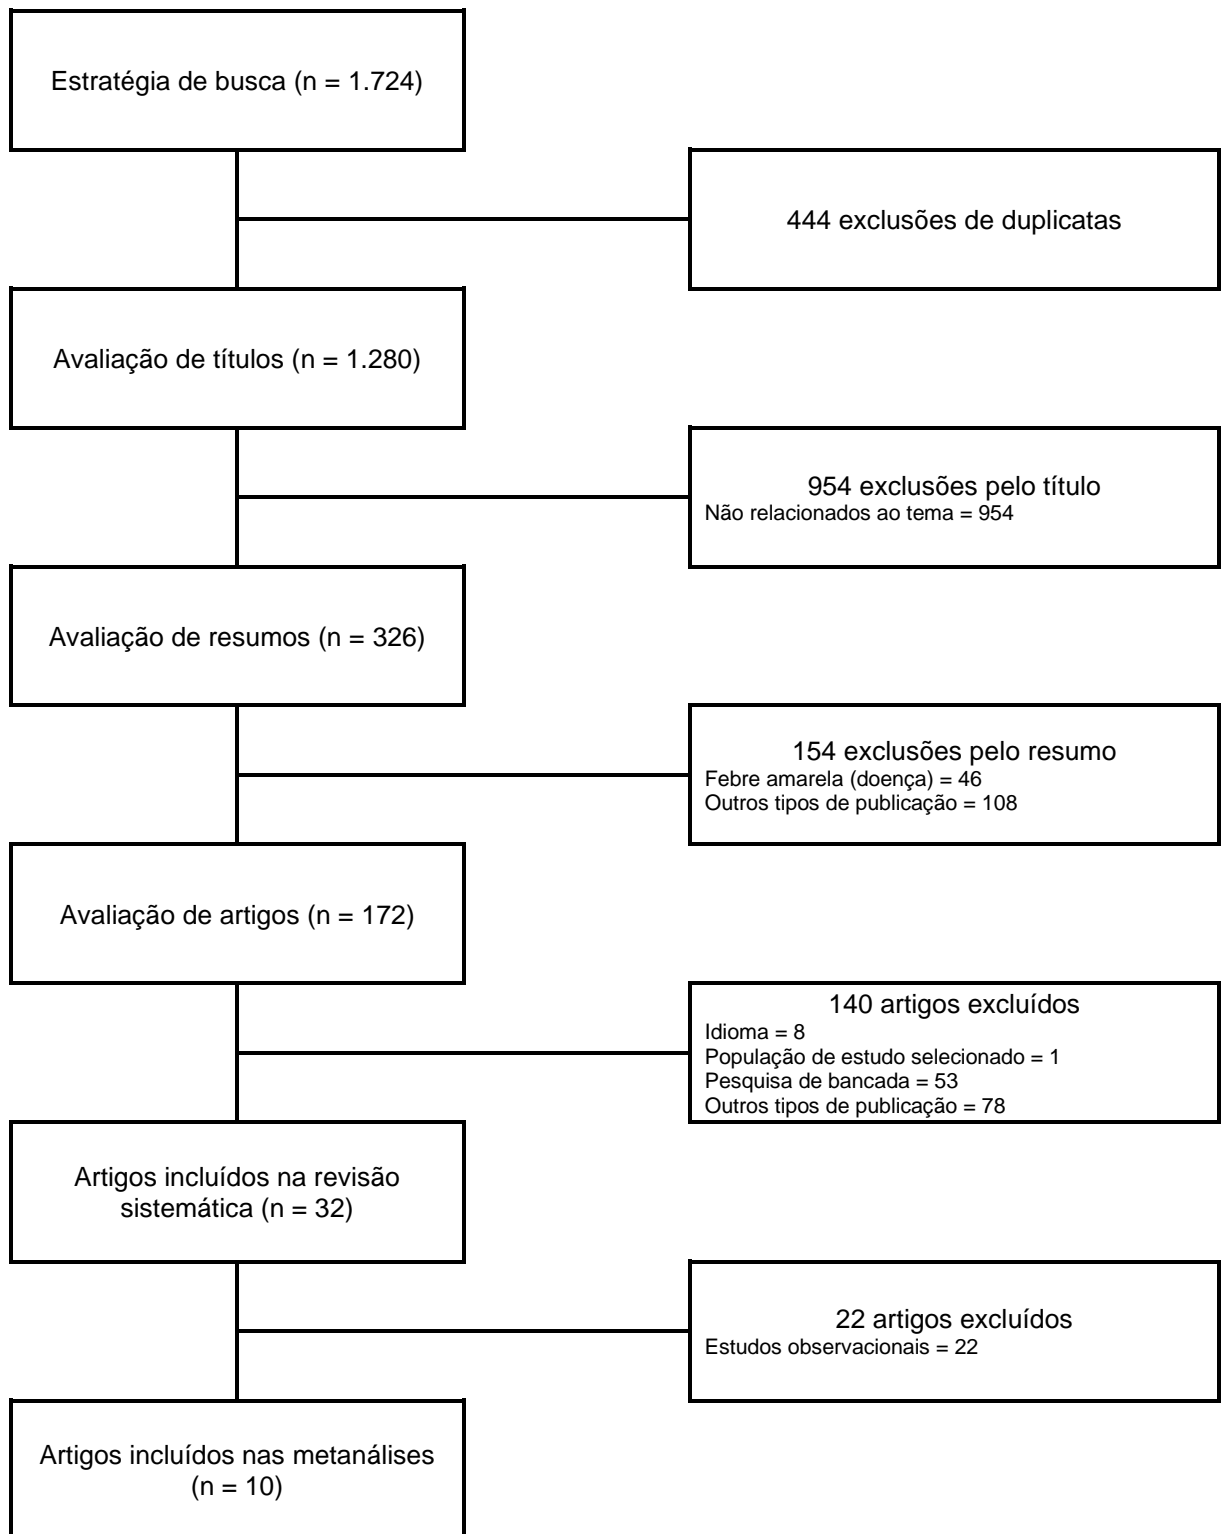 Estratégia de busca (n = 1.724)
444 exclusões de duplicatas
Avaliação de títulos (n = 1.280)
954 exclusões pelo título
Não relacionados ao tema = 954
Avaliação de resumos (n = 326)
154 exclusões pelo resumo
Febre amarela (doença) = 46
Outros tipos de publicação = 108
Avaliação de artigos (n = 172)
140 artigos excluídos
Idioma = 8
População de estudo selecionado = 1
Pesquisa de bancada = 53
Outros tipos de publicação = 78
Artigos incluídos na revisão
sistemática (n = 32)
22 artigos excluídos
Estudos observacionais = 22
Artigos incluídos nas metanálises
(n = 10)